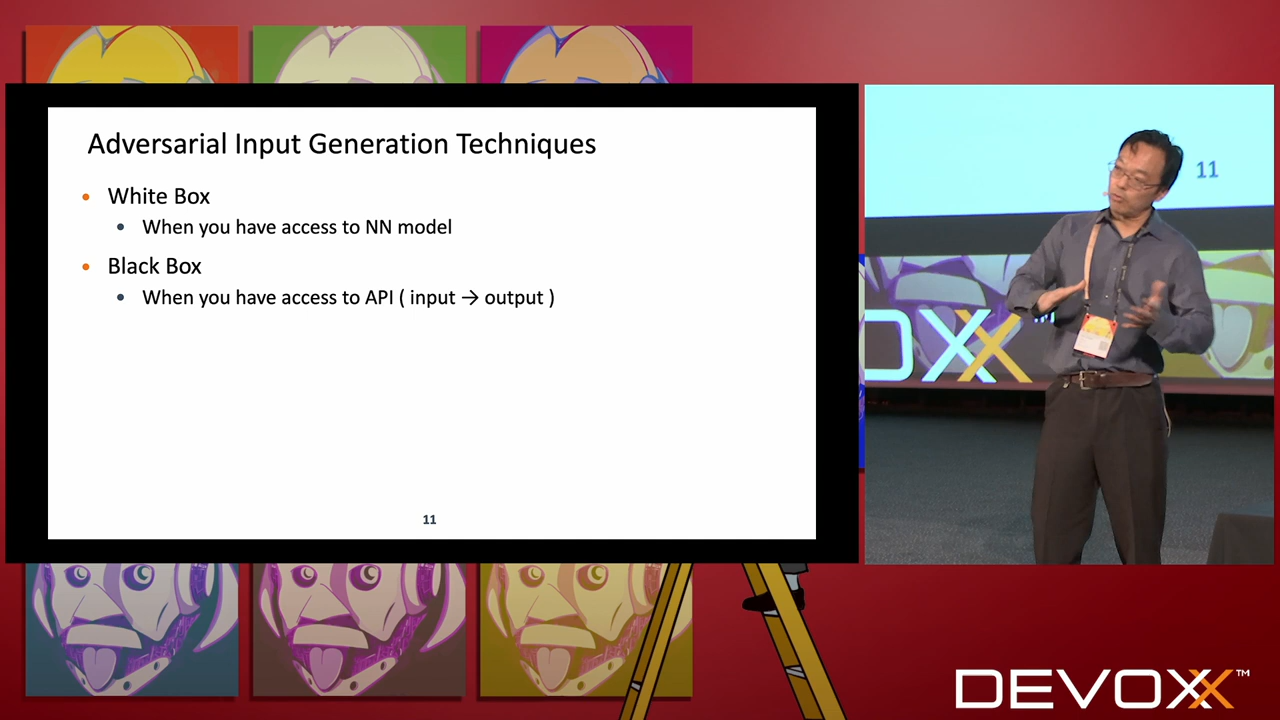 Adversarial Input Generation Techniques
• White Box
• When you have access to NN model
• Black Box
• When you have access to API ( input → output )
11
11
OXX
DEVOXX™